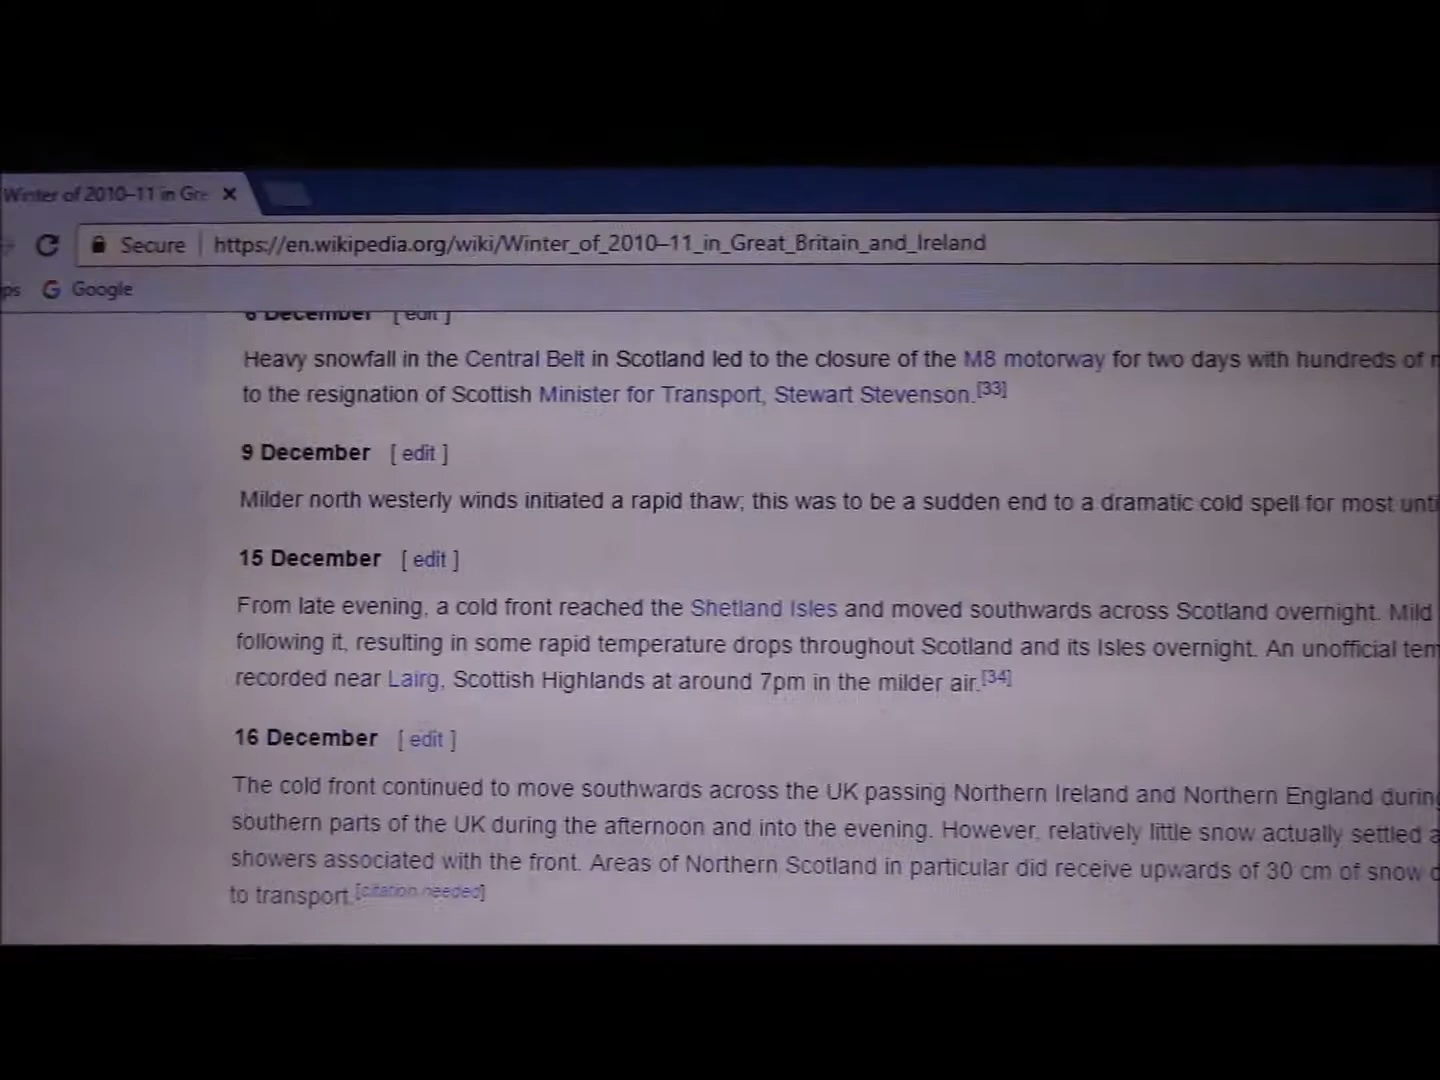 Winter of 2010–11 in Gre
Secure https://en.wikipedia.org/wiki/Winter_of_2010–11_in_Great_Britain_and_Ireland
ps Google
6 December [ edit ]
Heavy snowfall in the Central Belt in Scotland led to the closure of the M8 motorway for two days with hundreds of
to the resignation of Scottish Minister for Transport, Stewart Stevenson.[33]
9 December [ edit ]
Milder north westerly winds initiated a rapid thaw; this was to be a sudden end to a dramatic cold spell for most unti
15 December [ edit ]
From late evening, a cold front reached the Shetland Isles and moved southwards across Scotland overnight. Mild
following it, resulting in some rapid temperature drops throughout Scotland and its Isles overnight. An unofficial tem
recorded near Lairg, Scottish Highlands at around 7pm in the milder air.[34]
16 December [ edit ]
The cold front continued to move southwards across the UK passing Northern Ireland and Northern England during
southern parts of the UK during the afternoon and into the evening. However, relatively little snow actually settled a
showers associated with the front. Areas of Northern Scotland in particular did receive upwards of 30 cm of snow
to transport.[citation needed]